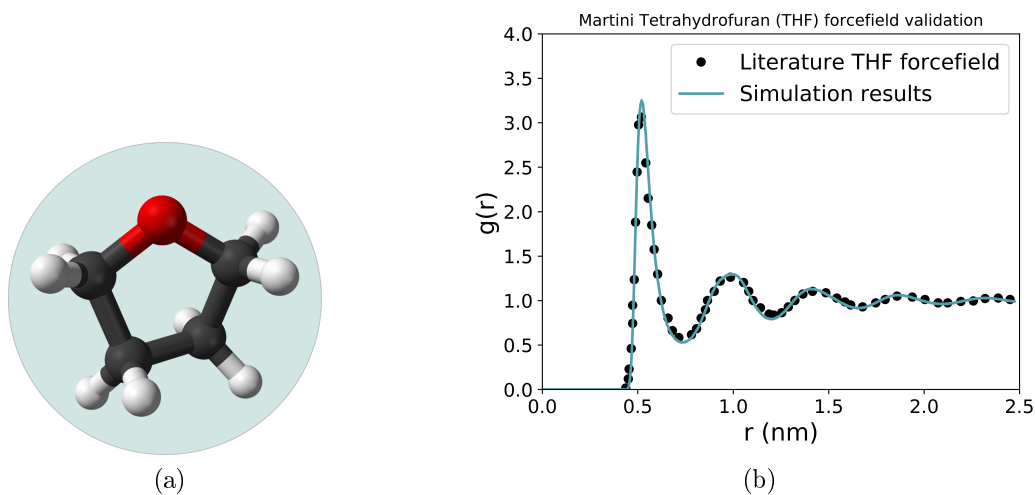 Martini Tetrahydrofuran (THF) forcefield validation
4.0
3.5
3.0
2.5
2.0
1.5
1.0
0.5
0.0
g(r)
Literature THF forcefield
Simulation results
0.0 0.5 1.0 1.5 2.0 2.5
r (nm)
(a) (b)